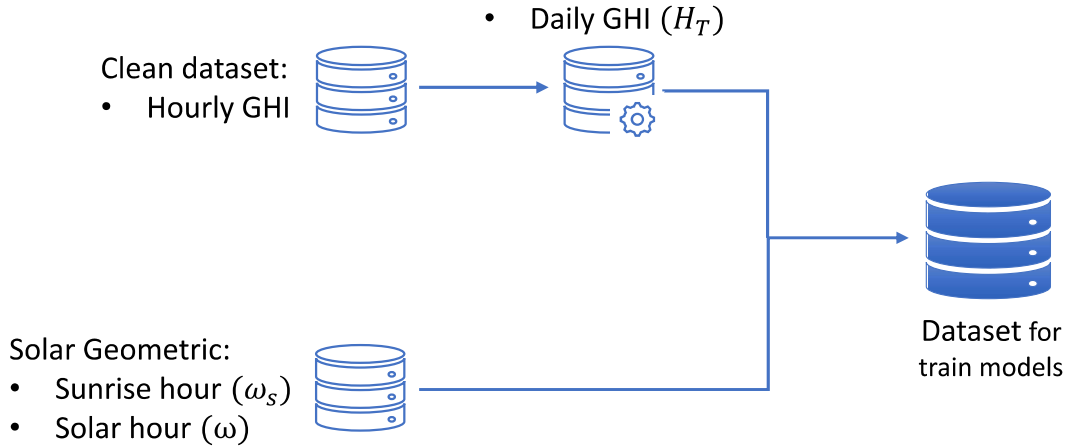 • Daily GHI (H_T)
Clean dataset:
• Hourly GHI
Dataset for
train models
Solar Geometric:
• Sunrise hour (ω_s)
• Solar hour (ω)